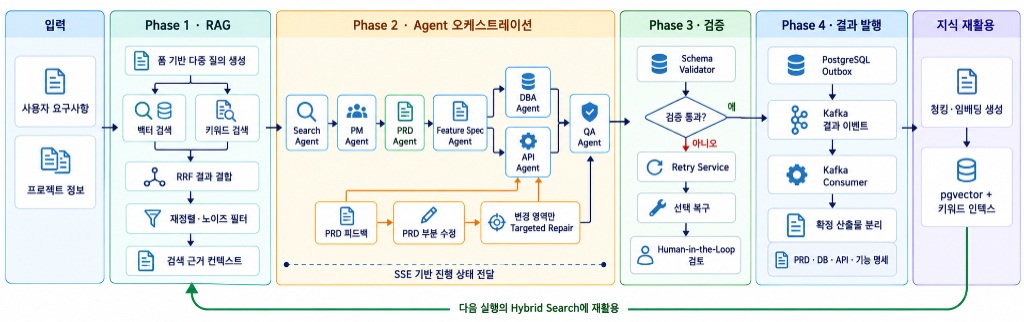 입력
사용자 요구사항
프로젝트 정보
Phase 1 · RAG
폼 기반 다중 질의 생성
벡터 검색
키워드 검색
RRF 결과 결합
재정렬·노이즈 필터
검색 근거 컨텍스트
Phase 2 · Agent 오케스트레이션
Search
Agent
PM
Agent
PRD
Agent
Feature Spec
Agent
DBA
Agent
API
Agent
QA
Agent
PRD 피드백
PRD 부분 수정
변경 영역만
Targeted Repair
SSE 기반 진행 상태 전달
Phase 3 · 검증
Schema
Validator
검증 통과?
예
아니오
Retry Service
선택 복구
Human-in-the-Loop
검토
Phase 4 · 결과 발행
PostgreSQL
Outbox
Kafka
결과 이벤트
Kafka
Consumer
확정 산출물 분리
PRD · DB · API · 기능 명세
지식 재활용
청킹·임베딩 생성
pgvector +
키워드 인덱스
다음 실행의 Hybrid Search에 재활용